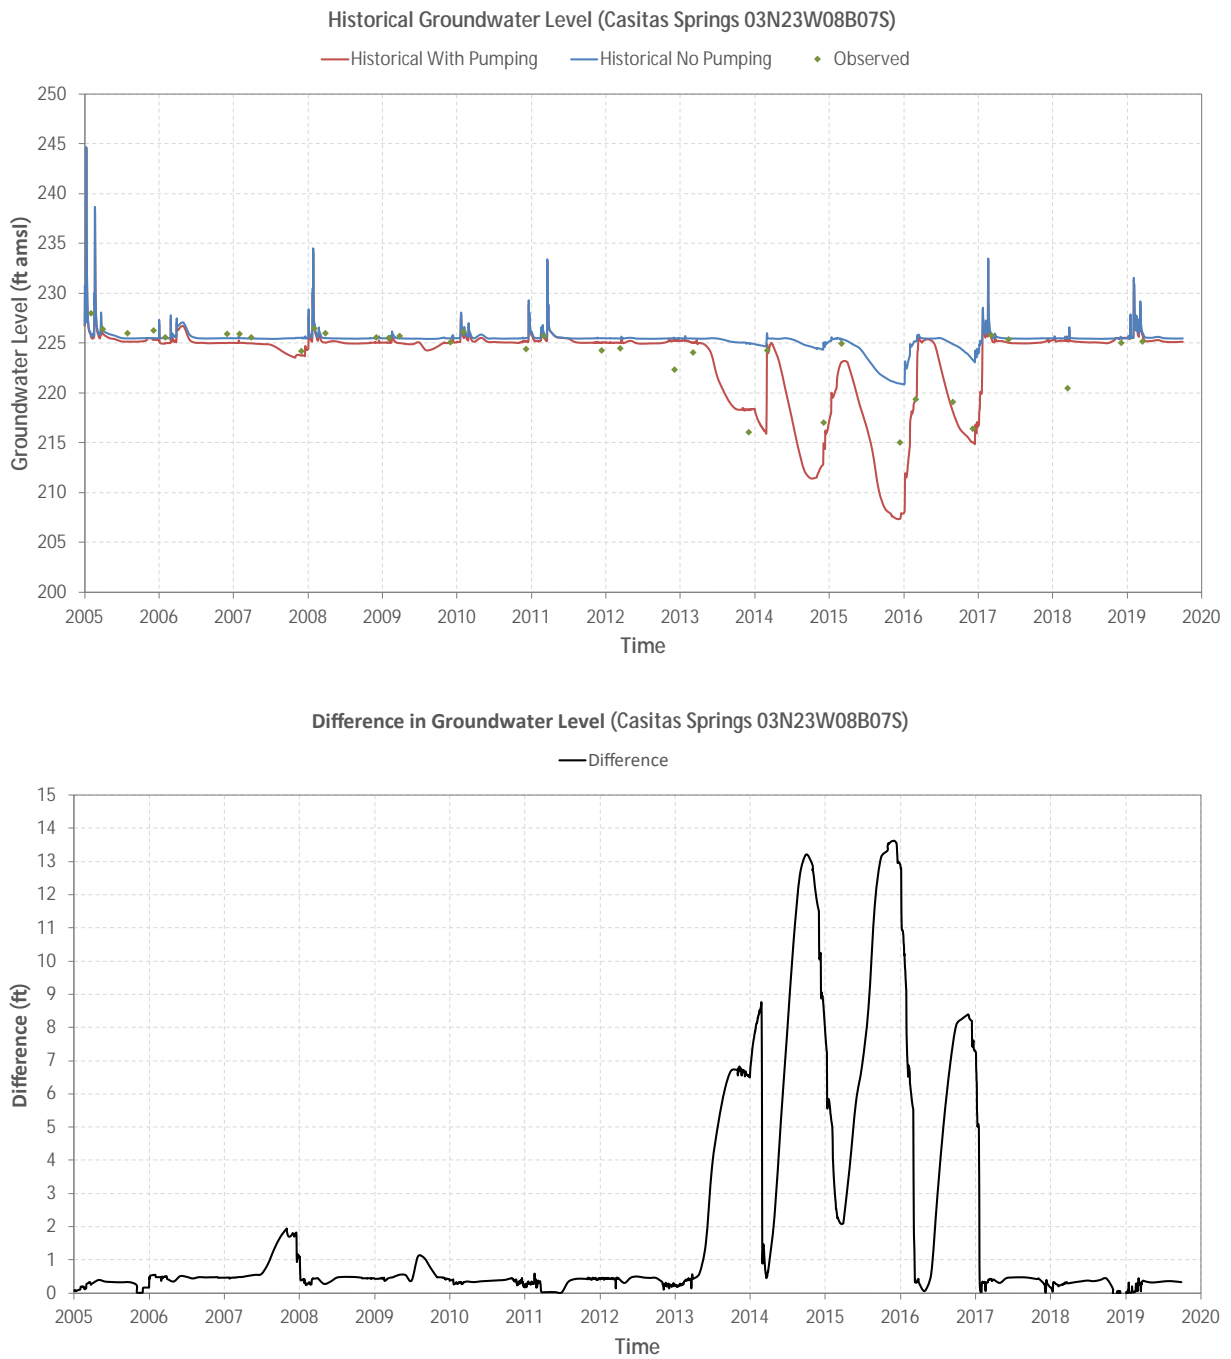 Historical Groundwater Level (Casitas Springs 03N23W08B07S)
Historical With Pumping Historical No Pumping Observed
Groundwater Level (ft amsl)
250
245
240
235
230
225
220
215
210
205
200
2005 2006 2007 2008 2009 2010 2011 2012 2013 2014 2015 2016 2017 2018 2019 2020
Time
Difference in Groundwater Level (Casitas Springs 03N23W08B07S)
Difference
Difference (ft)
15
14
13
12
11
10
9
8
7
6
5
4
3
2
1
0
2005 2006 2007 2008 2009 2010 2011 2012 2013 2014 2015 2016 2017 2018 2019 2020
Time